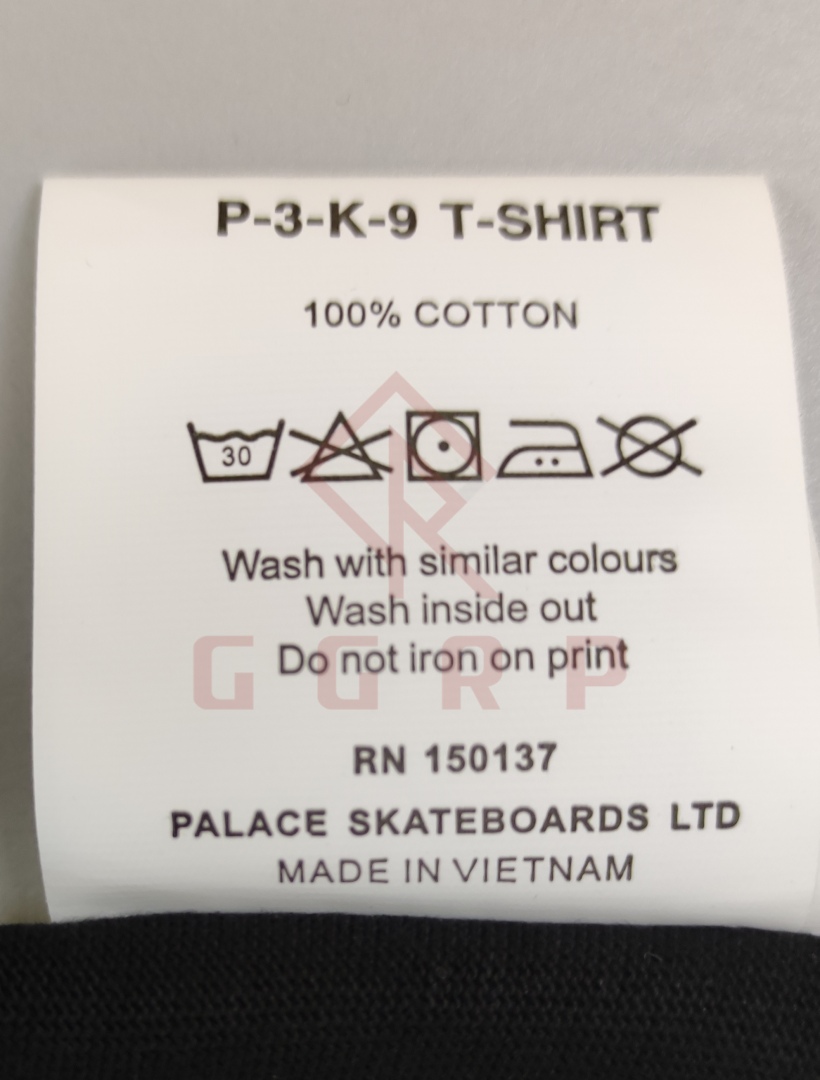 P-3-K-9 T-SHIRT
100% COTTON
30
Wash with similar colours
Wash inside out
Do not iron on print
GGRP
RN 150137
PALACE SKATEBOARDS LTD
MADE IN VIETNAM